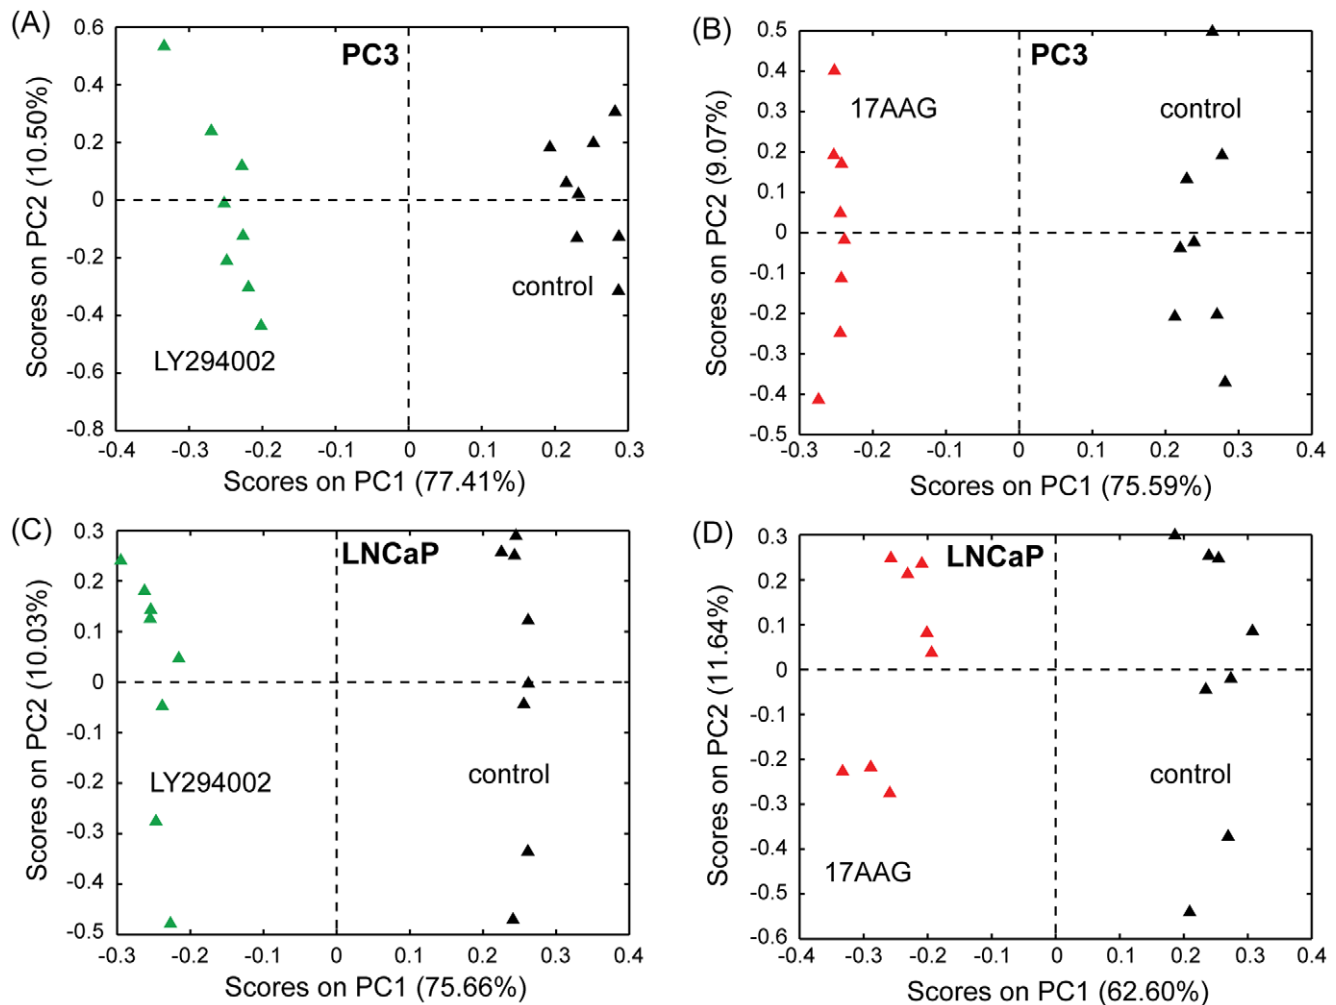 (A)
PC3
Scores on PC2 (10.50%)
0.6
0.4
0.2
0
-0.2
-0.4
-0.6
-0.8
LY294002
control
-0.4
-0.3
-0.2
-0.1
0
0.1
0.2
0.3
Scores on PC1 (77.41%)
(B)
PC3
Scores on PC2 (9.07%)
0.5
0.4
0.3
0.2
0.1
0
-0.1
-0.2
-0.3
-0.4
-0.5
17AAG
control
-0.3
-0.2
-0.1
0
0.1
0.2
0.3
0.4
Scores on PC1 (75.59%)
(C)
LNCaP
Scores on PC2 (10.03%)
0.3
0.2
0.1
0
-0.1
-0.2
-0.3
-0.4
-0.5
LY294002
control
-0.3
-0.2
-0.1
0
0.1
0.2
0.3
0.4
Scores on PC1 (75.66%)
(D)
LNCaP
Scores on PC2 (11.64%)
0.3
0.2
0.1
0
-0.1
-0.2
-0.3
-0.4
-0.5
-0.6
control
17AAG
-0.4
-0.3
-0.2
-0.1
0
0.1
0.2
0.3
0.4
Scores on PC1 (62.60%)